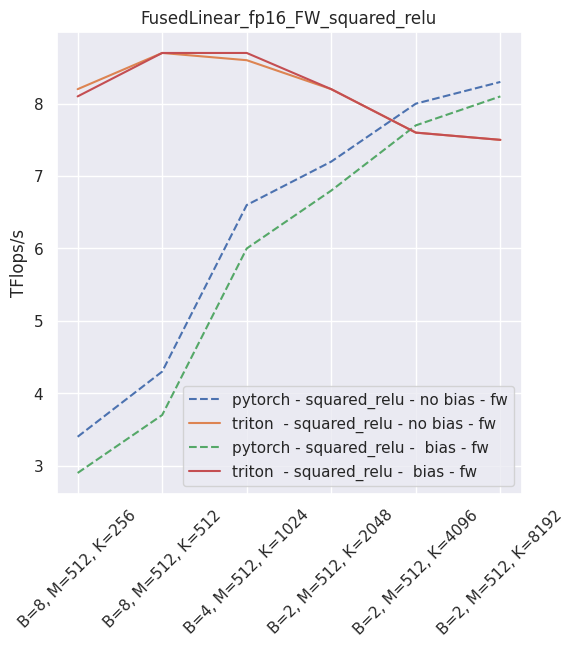 FusedLinear_fp16_FW_squared_relu
TFlops/s
8
7
6
5
4
3
pytorch - squared_relu - no bias - fw
triton  - squared_relu - no bias - fw
pytorch - squared_relu -  bias - fw
triton  - squared_relu -  bias - fw
B=8, M=512, K=256
B=8, M=512, K=512
B=4, M=512, K=1024
B=2, M=512, K=2048
B=2, M=512, K=4096
B=2, M=512, K=8192